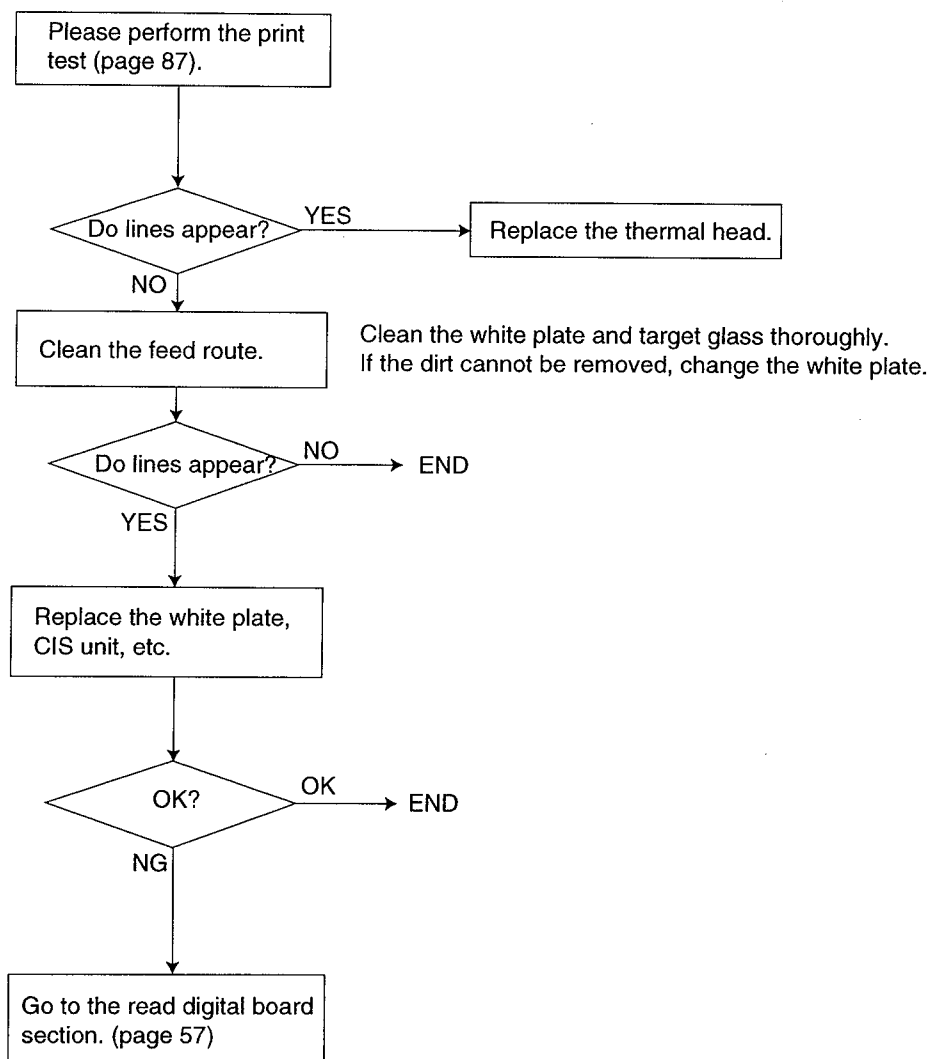 Please perform the print
test (page 87).
Do lines appear?
YES
Replace the thermal head.
NO
Clean the feed route.
Clean the white plate and target glass thoroughly.
If the dirt cannot be removed, change the white plate.
Do lines appear?
NO
END
YES
Replace the white plate,
CIS unit, etc.
OK?
OK
END
NG
Go to the read digital board
section. (page 57)